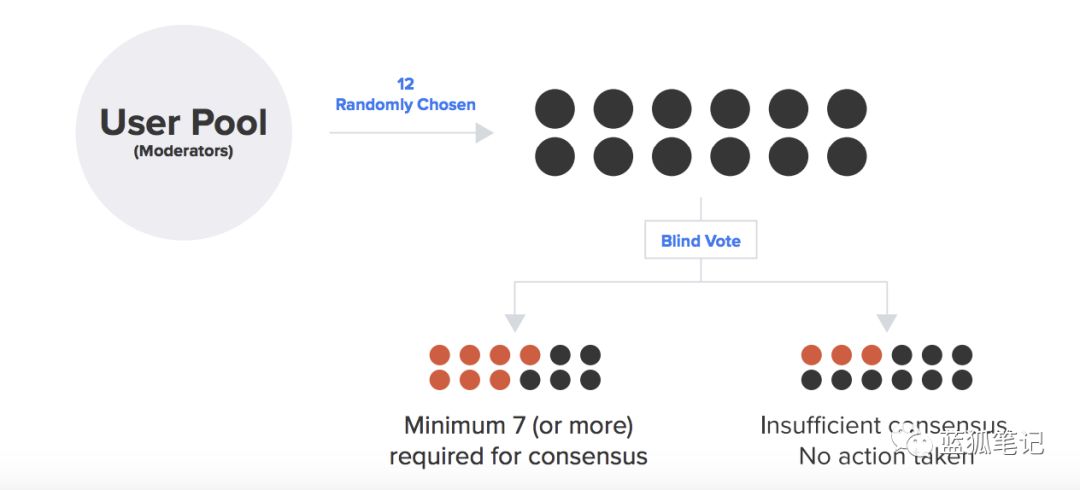 User Pool
(Moderators)
12
Randomly Chosen
Blind Vote
Minimum 7 (or more)
required for consensus
Insufficient consensus
No action taken
蓝狐笔记